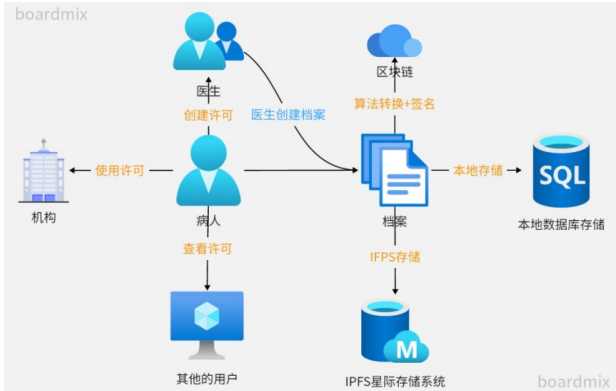 boardmix
医生
区块链
创建许可
医生创建档案
算法转换+签名
机构
使用许可
病人
档案
本地存储
SQL
本地数据库存储
查看许可
IFPS存储
其他的用户
M
IPFS星际存储系统
boardmix